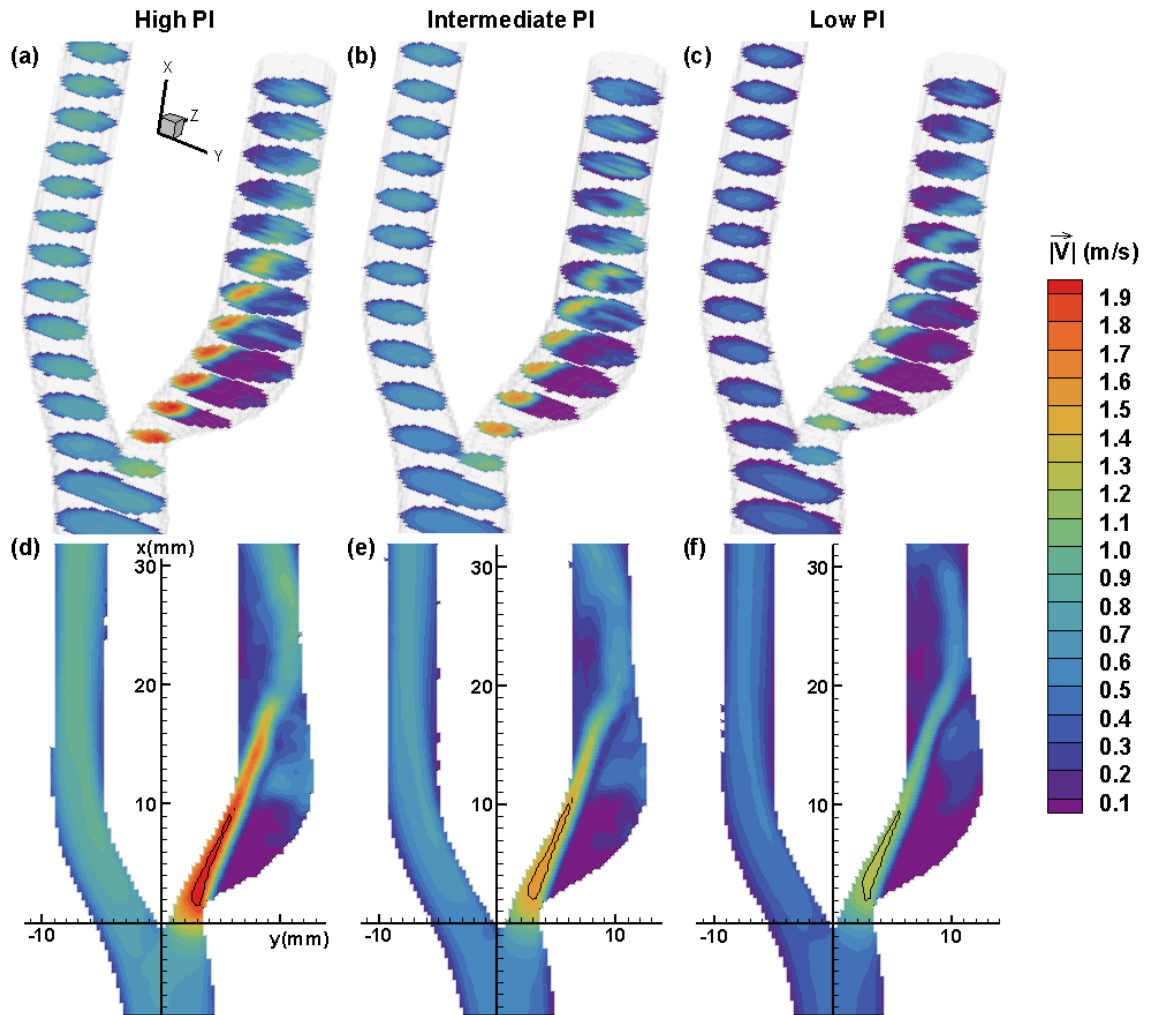 High PI Intermediate PI Low PI
(a) (b) (c)
X
Z
Y
|V| (m/s)
1.9
1.8
1.7
1.6
1.5
1.4
1.3
1.2
1.1
1.0
0.9
0.8
0.7
0.6
0.5
0.4
0.3
0.2
0.1
(d) x(mm) (e) (f)
30 30 30
20 20 20
10 10 10
-10 y(mm) -10 10 -10 10